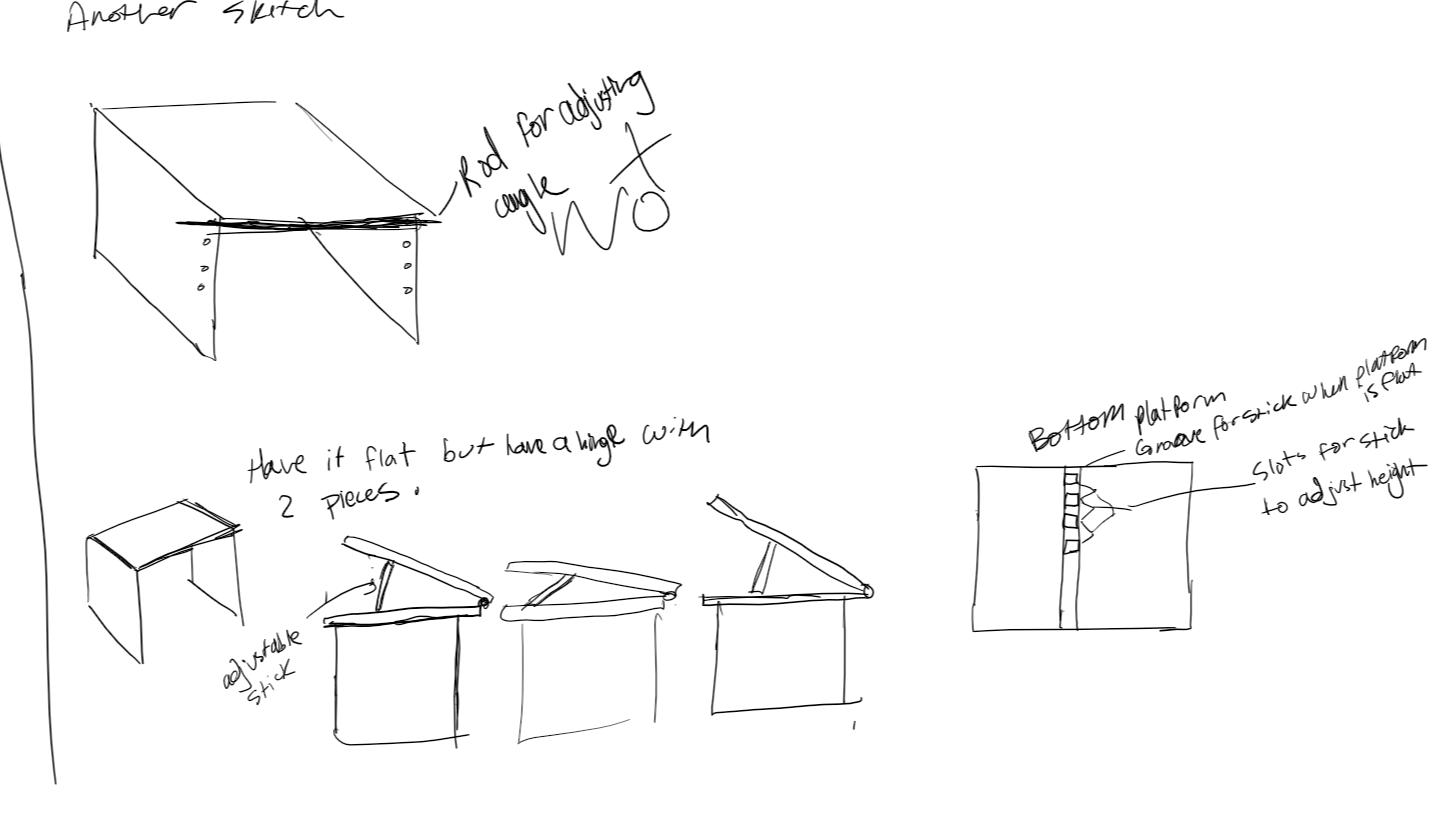 Another sketch
Rod for adjusting
angle
Not
Have it flat but have a hinge with
2 pieces.
adjustable
stick
Bottom platform
Groove for stick when platform
is flat
Slots for stick
to adjust height